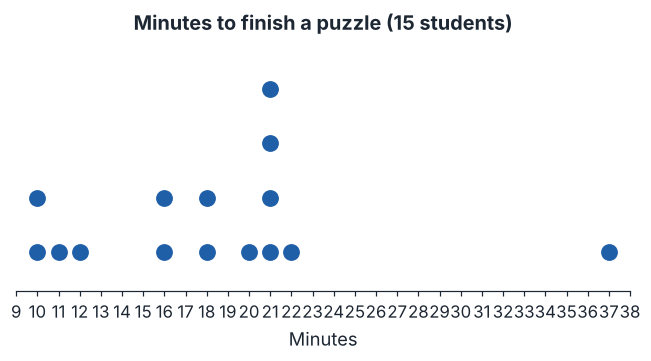 Minutes to finish a puzzle (15 students)
9 10 11 12 13 14 15 16 17 18 19 20 21 22 23 24 25 26 27 28 29 30 31 32 33 34 35 36 37 38
Minutes